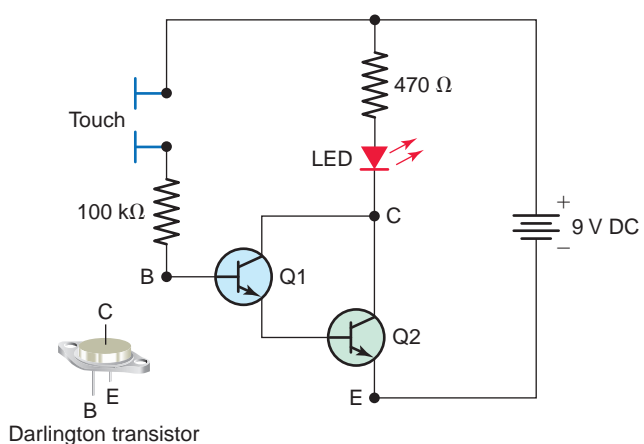 470 Ω
Touch
LED
100 kΩ
C
+
9 V DC
−
B
Q1
C
Q2
E
B
E
Darlington transistor